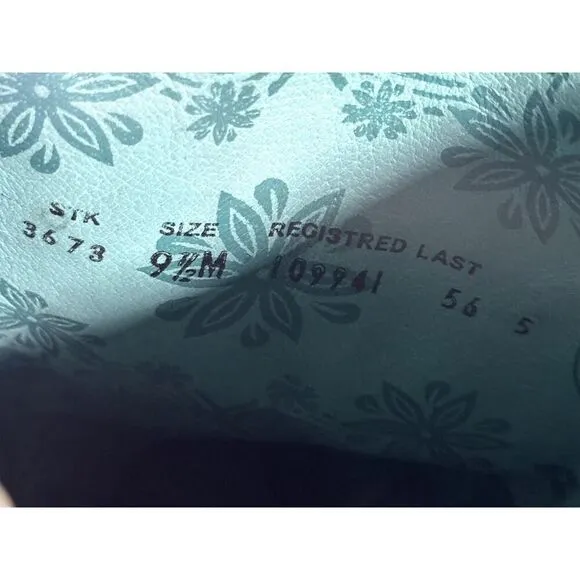 STK SIZE REGISTRED LAST
3673 9½M 109941 56 5